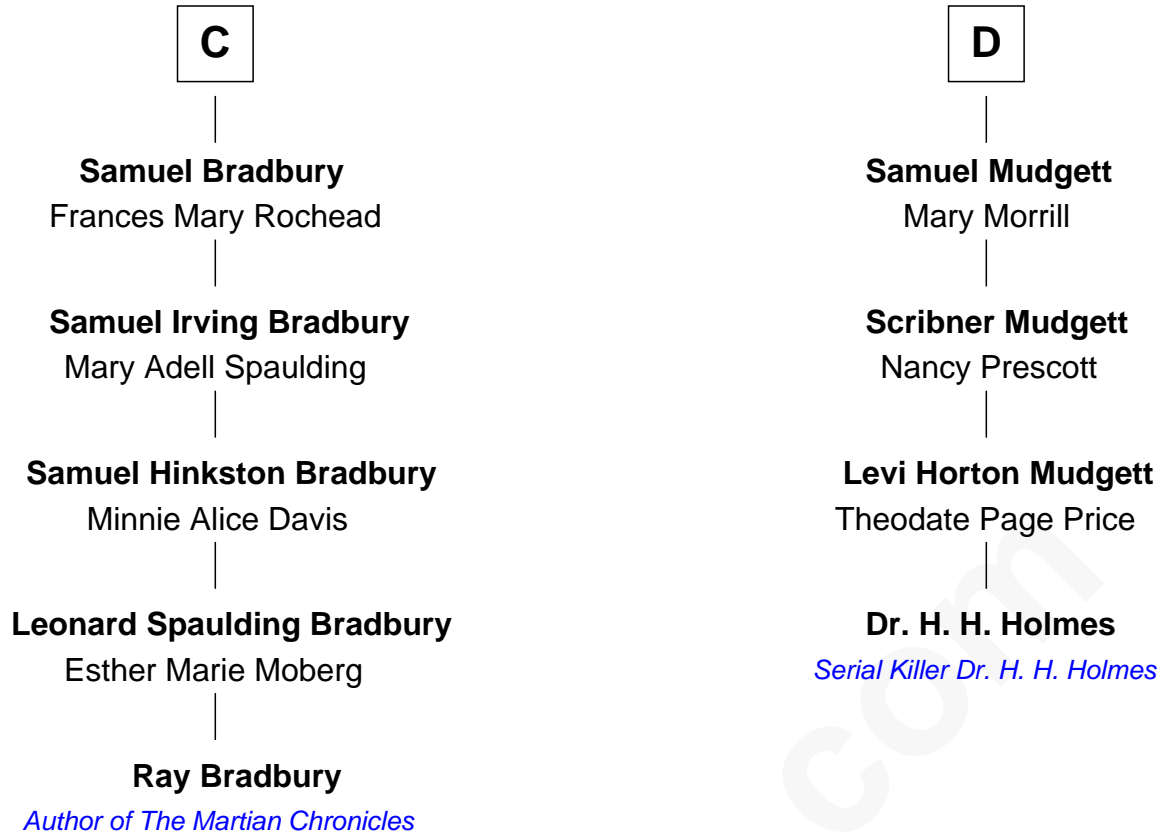 C
Samuel Bradbury
Frances Mary Rochead
Samuel Irving Bradbury
Mary Adell Spaulding
Samuel Hinkston Bradbury
Minnie Alice Davis
Leonard Spaulding Bradbury
Esther Marie Moberg
Ray Bradbury
Author of The Martian Chronicles
D
Samuel Mudgett
Mary Morrill
Scribner Mudgett
Nancy Prescott
Levi Horton Mudgett
Theodate Page Price
Dr. H. H. Holmes
Serial Killer Dr. H. H. Holmes
com